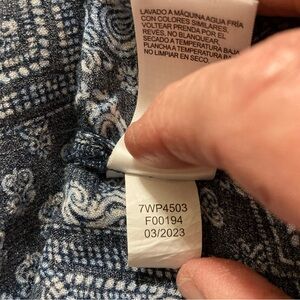 LAVADO A MÁQUINA AGUA FRÍA
CON COLORES SIMILARES,
VOLTEAR PRENDA POR EL
REVÉS, NO BLANQUEAR,
SECADO A TEMPERATURA BAJA
PLANCHA A TEMPERATURA BAJA
NO LIMPIAR EN SECO.
7WP4503
F00194
03/2023